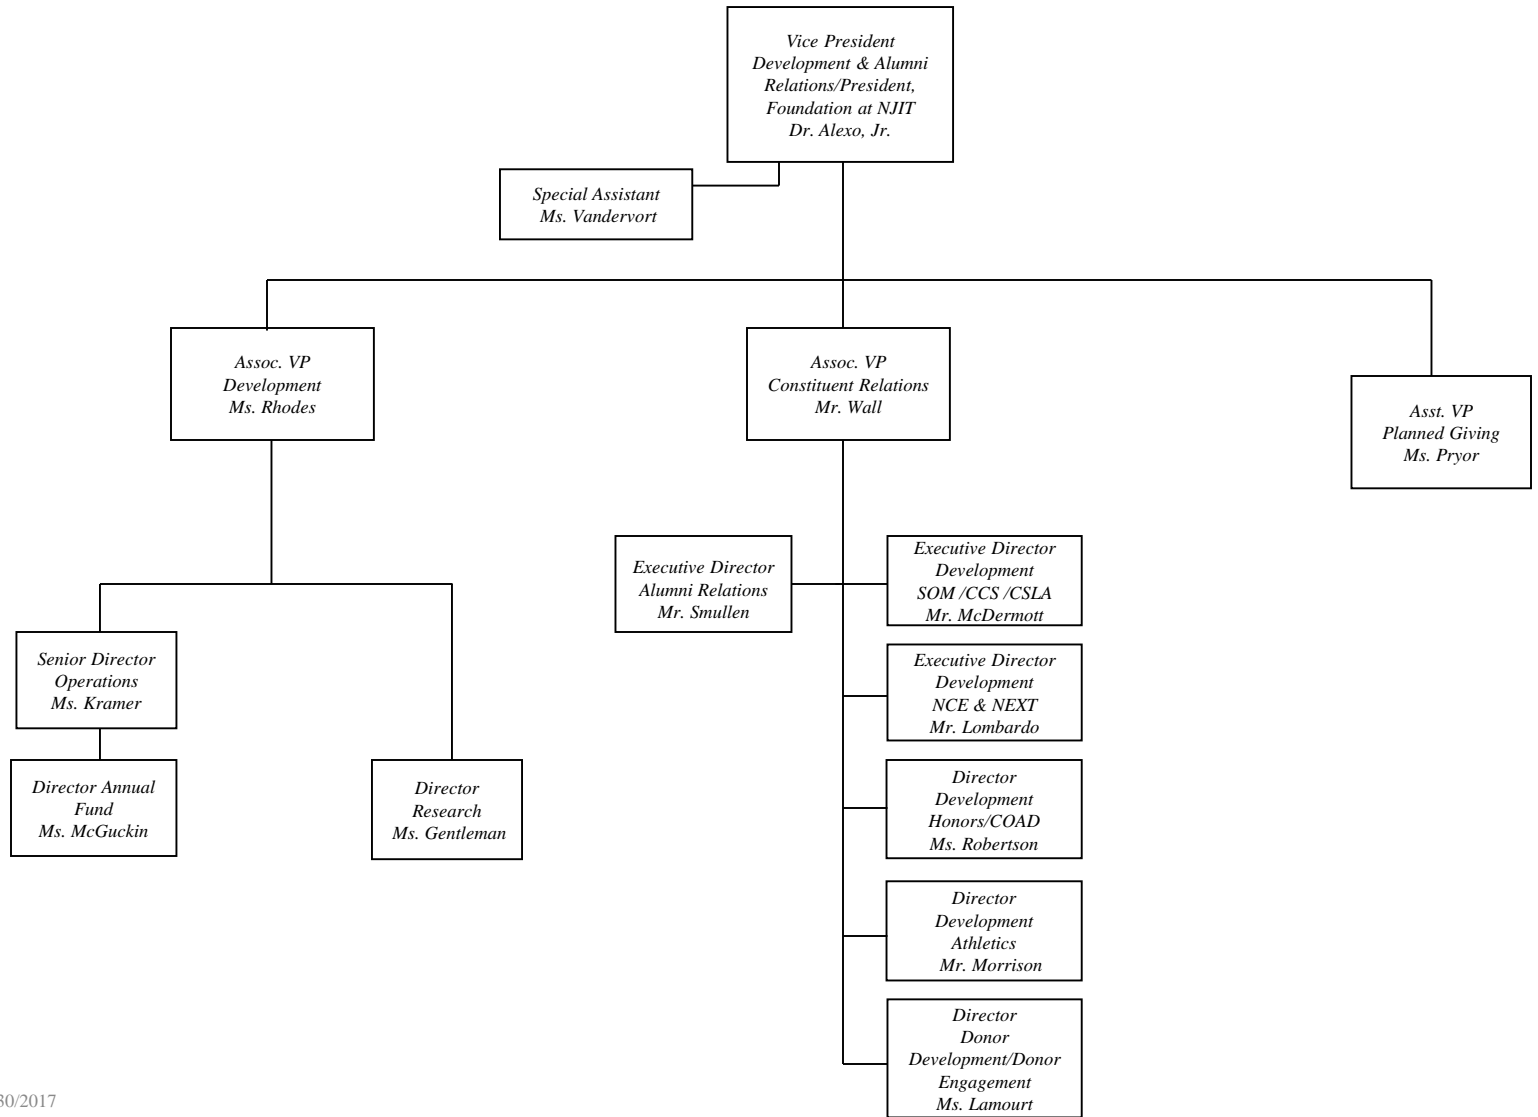 Vice President
Development & Alumni
Relations/President,
Foundation at NJIT
Dr. Alexo, Jr.
Special Assistant
Ms. Vandervort
Assoc. VP
Development
Ms. Rhodes
Assoc. VP
Constituent Relations
Mr. Wall
Asst. VP
Planned Giving
Ms. Pryor
Executive Director
Alumni Relations
Mr. Smullen
Executive Director
Development
SOM /CCS /CSLA
Mr. McDermott
Senior Director
Operations
Ms. Kramer
Executive Director
Development
NCE & NEXT
Mr. Lombardo
Director Annual
Fund
Ms. McGuckin
Director
Research
Ms. Gentleman
Director
Development
Honors/COAD
Ms. Robertson
Director
Development
Athletics
Mr. Morrison
Director
Donor
Development/Donor
Engagement
Ms. Lamourt
30/2017